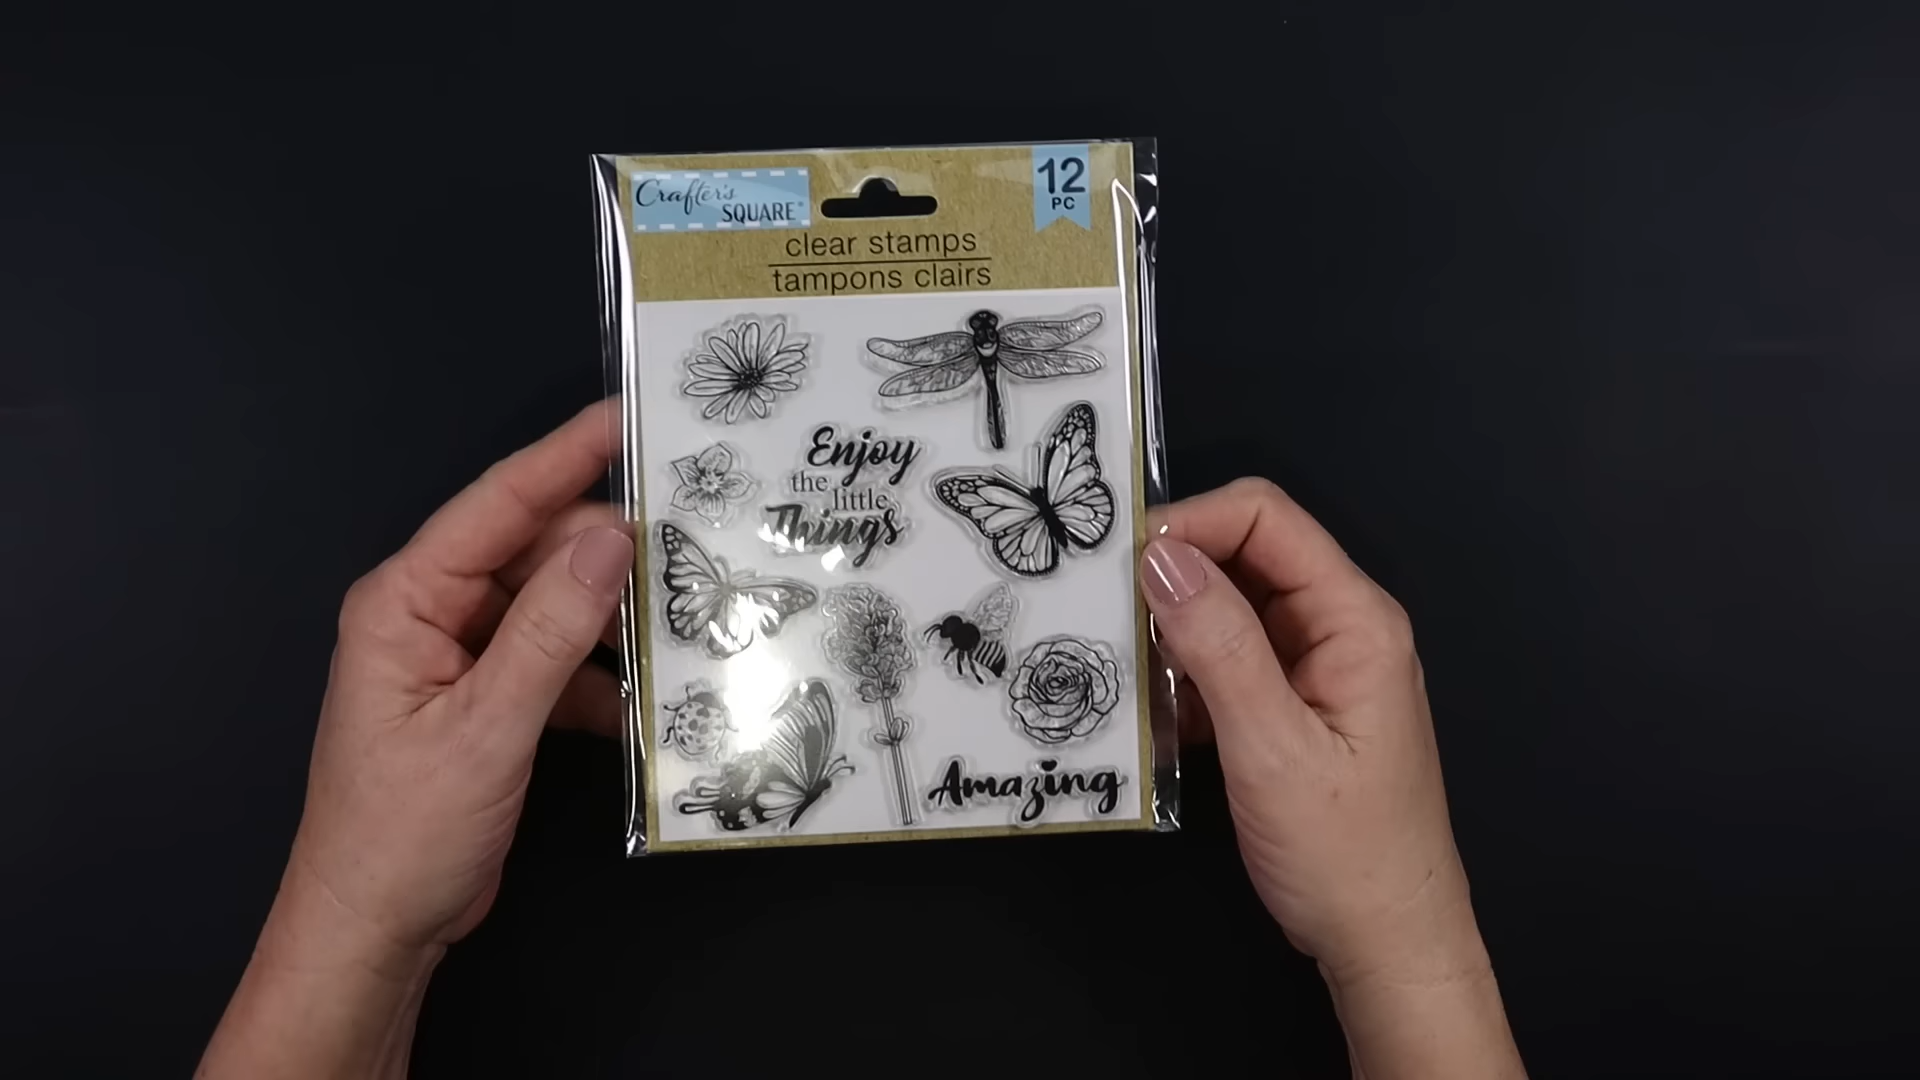 Crafter's
SQUARE®
12
PC
clear stamps
tampons clairs
Enjoy
the
little
Things
Amazing